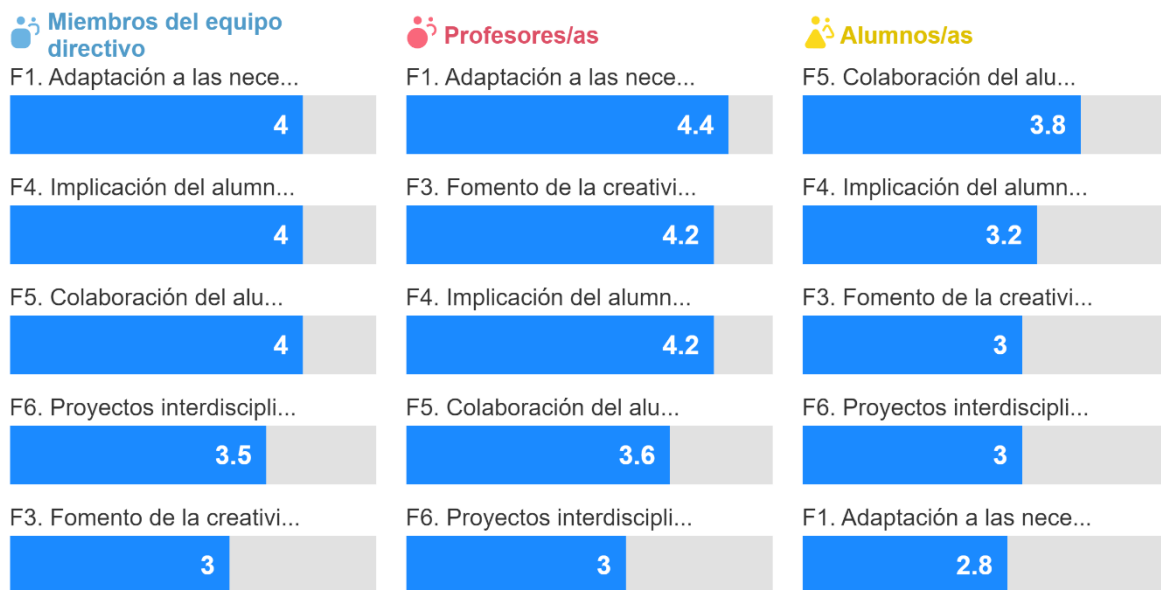 Miembros del equipo
directivo
F1. Adaptación a las nece...
4
F4. Implicación del alumn...
4
F5. Colaboración del alu...
4
F6. Proyectos interdiscipli...
3.5
F3. Fomento de la creativi...
3
Profesores/as
F1. Adaptación a las nece...
4.4
F3. Fomento de la creativi...
4.2
F4. Implicación del alumn...
4.2
F5. Colaboración del alu...
3.6
F6. Proyectos interdiscipli...
3
Alumnos/as
F5. Colaboración del alu...
3.8
F4. Implicación del alumn...
3.2
F3. Fomento de la creativi...
3
F6. Proyectos interdiscipli...
3
F1. Adaptación a las nece...
2.8